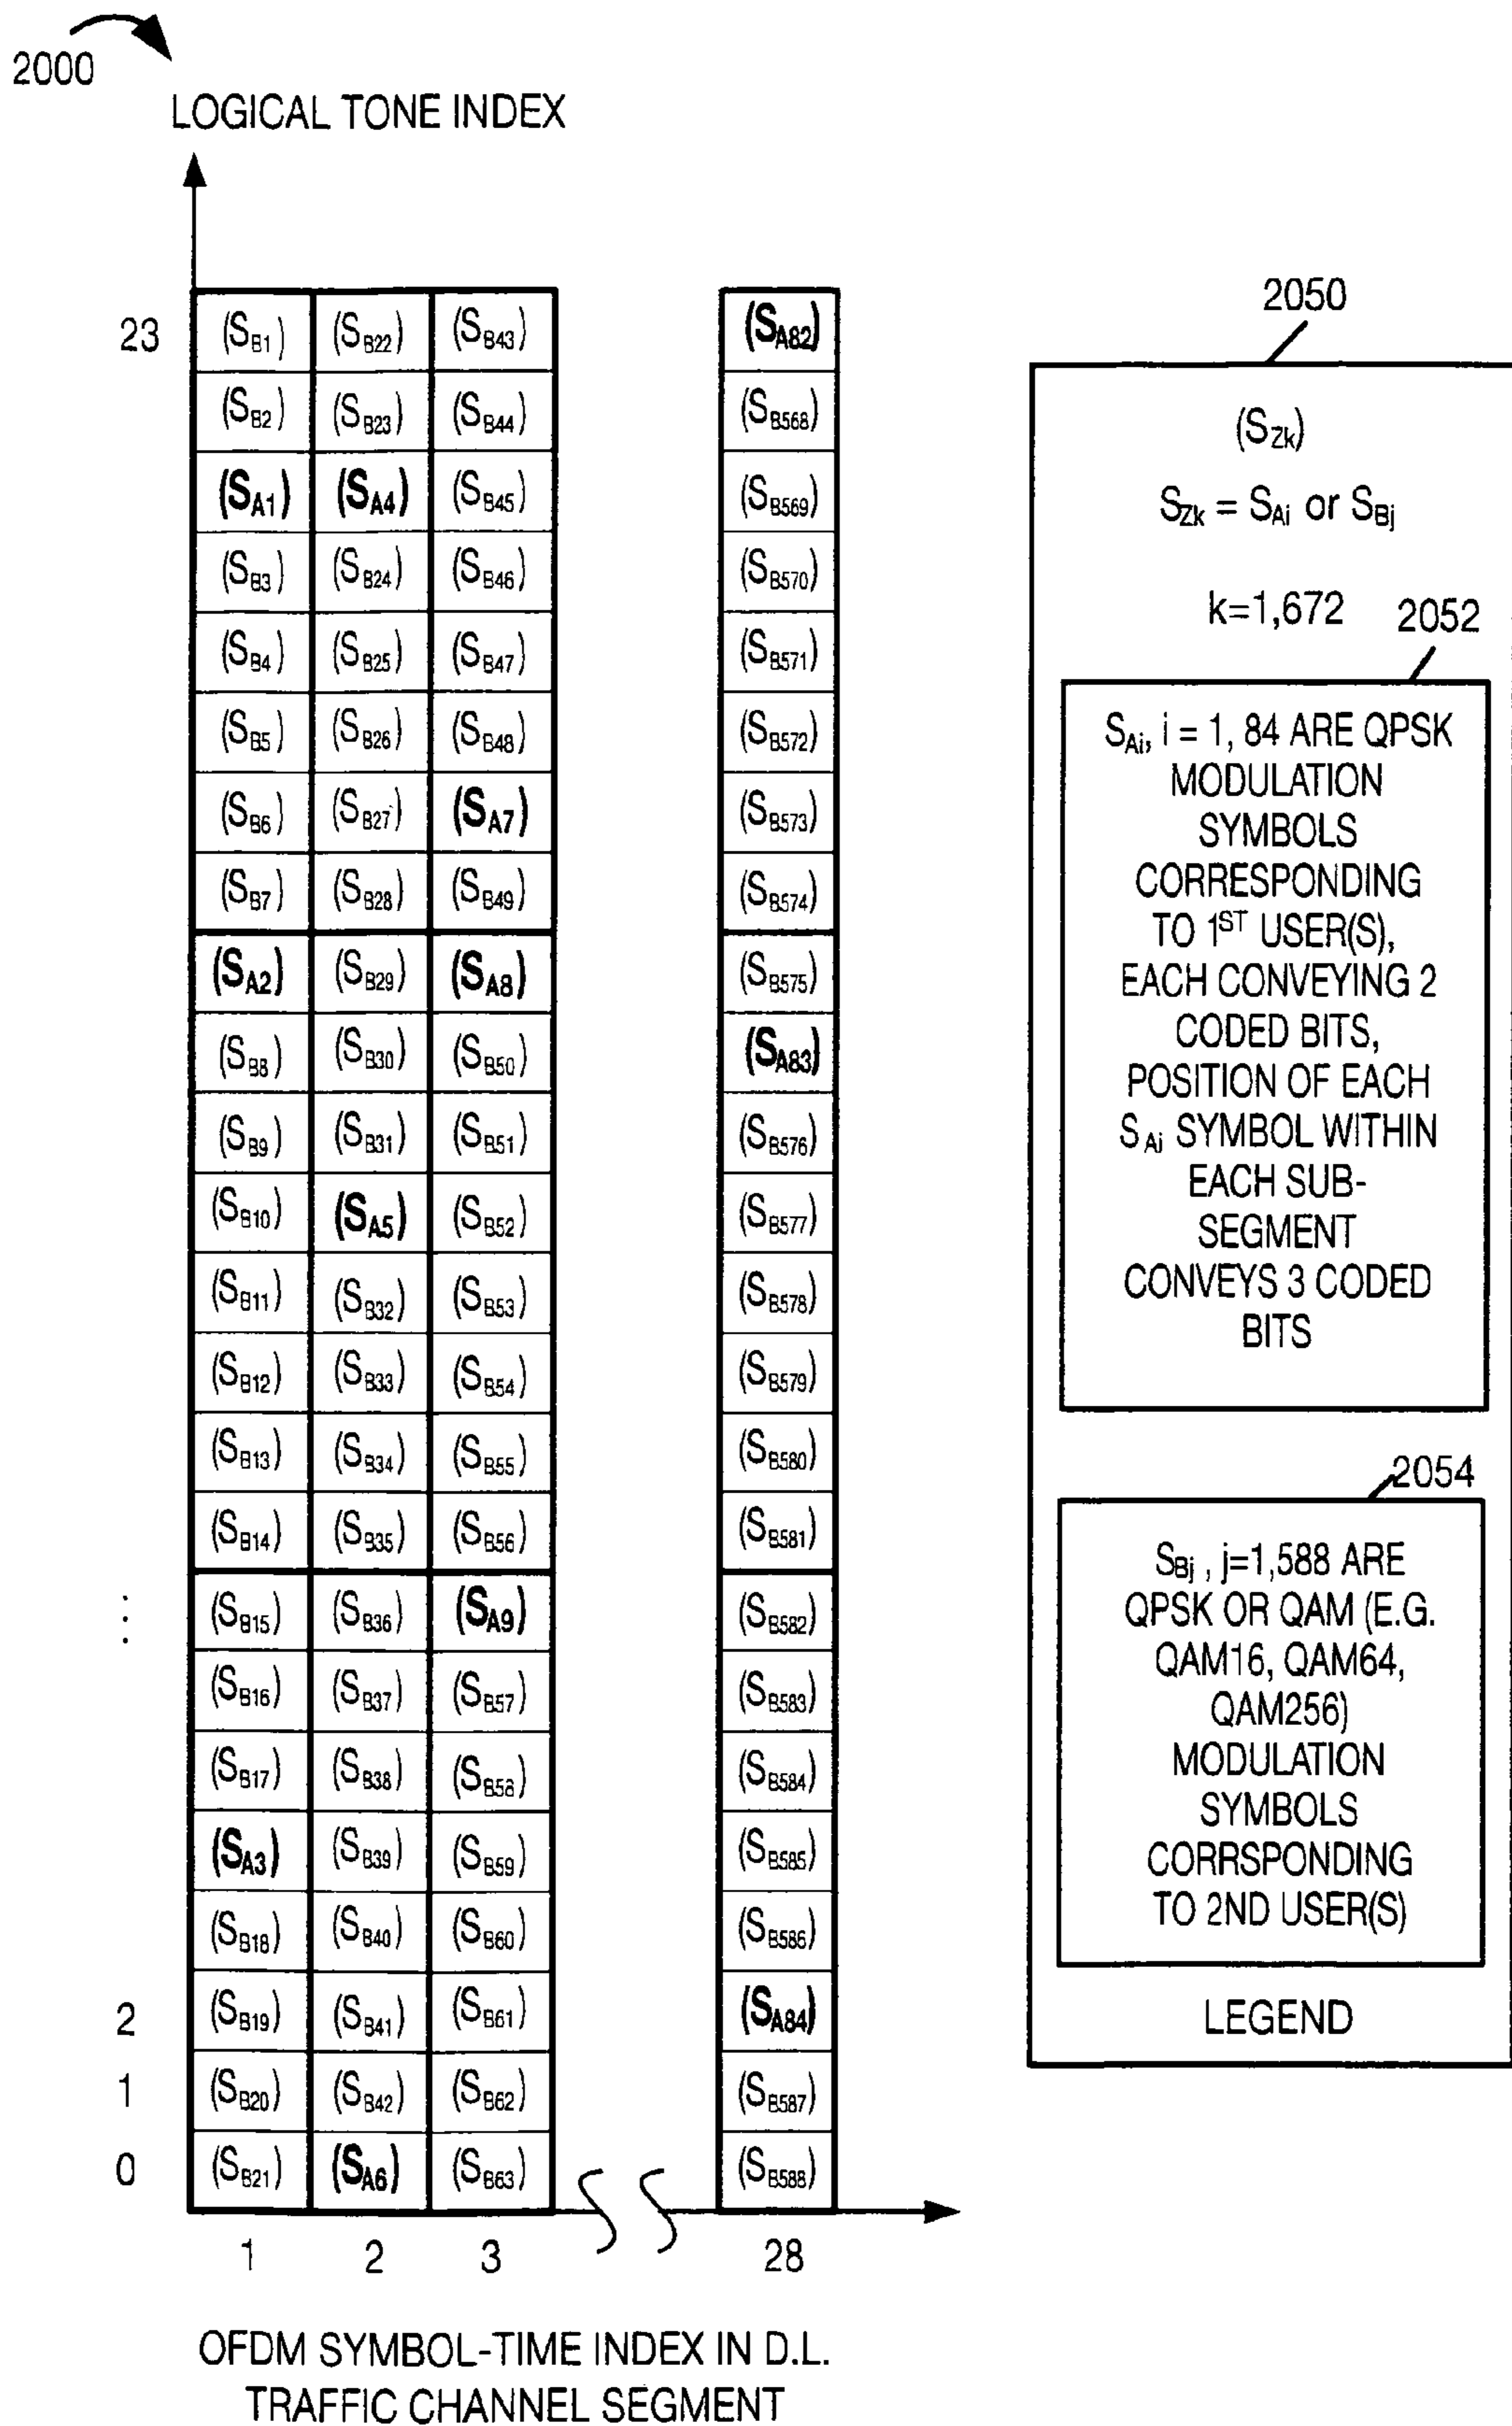 2000
LOGICAL TONE INDEX
23 (SB1) (SB22) (SB43) (SA82)
(SB2) (SB23) (SB44) (SB568)
(SA1) (SA4) (SB45) (SB569)
(SB3) (SB24) (SB46) (SB570)
(SB4) (SB25) (SB47) (SB571)
(SB5) (SB26) (SB48) (SB572)
(SB6) (SB27) (SA7) (SB573)
(SB7) (SB28) (SB49) (SB574)
(SA2) (SB29) (SA8) (SB575)
(SB8) (SB30) (SB50) (SA83)
(SB9) (SB31) (SB51) (SB576)
(SB10) (SA5) (SB52) (SB577)
(SB11) (SB32) (SB53) (SB578)
(SB12) (SB33) (SB54) (SB579)
(SB13) (SB34) (SB55) (SB580)
(SB14) (SB35) (SB56) (SB581)
⋮ (SB15) (SB36) (SA9) (SB582)
(SB16) (SB37) (SB57) (SB583)
(SB17) (SB38) (SB58) (SB584)
(SA3) (SB39) (SB59) (SB585)
(SB18) (SB40) (SB60) (SB586)
2 (SB19) (SB41) (SB61) (SA84)
1 (SB20) (SB42) (SB62) (SB587)
0 (SB21) (SA6) (SB63) (SB588)
1 2 3 28
OFDM SYMBOL-TIME INDEX IN D.L.
TRAFFIC CHANNEL SEGMENT
2050
(SZk)
SZk = SAi or SBj
k=1,672
2052
SAi, i = 1, 84 ARE QPSK
MODULATION
SYMBOLS
CORRESPONDING
TO 1ST USER(S),
EACH CONVEYING 2
CODED BITS,
POSITION OF EACH
SAi SYMBOL WITHIN
EACH SUB-
SEGMENT
CONVEYS 3 CODED
BITS
2054
SBj , j=1,588 ARE
QPSK OR QAM (E.G.
QAM16, QAM64,
QAM256)
MODULATION
SYMBOLS
CORRSPONDING
TO 2ND USER(S)
LEGEND